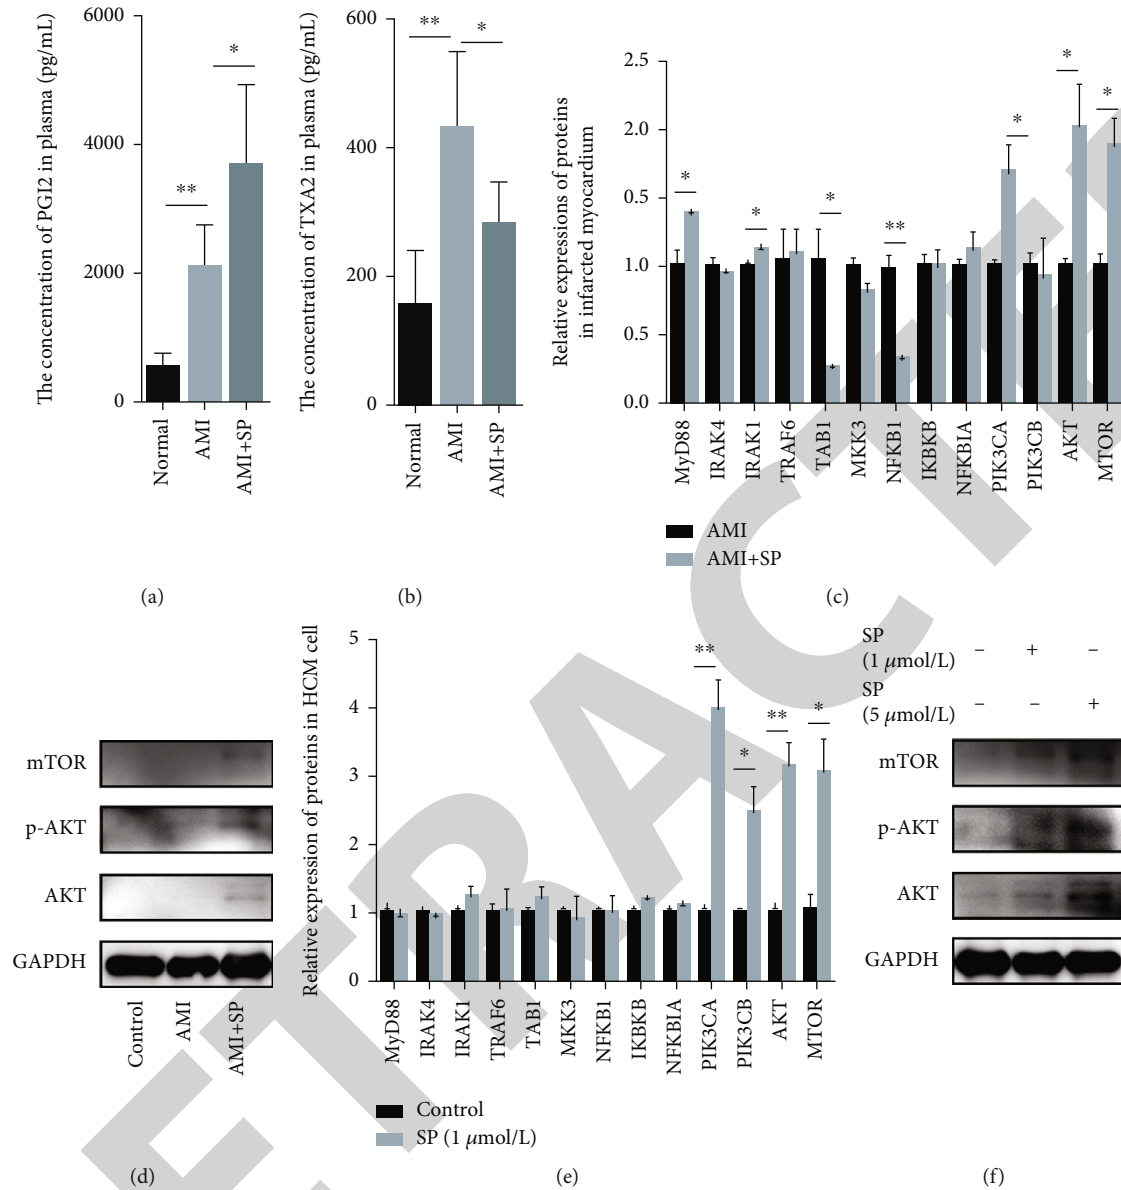 The concentration of PGI2 in plasma (pg/mL)
6000
4000
2000
0
**
*
Normal
AMI
AMI+SP
(a)
The concentration of TXA2 in plasma (pg/mL)
600
400
200
0
**
*
Normal
AMI
AMI+SP
(b)
Relative expressions of proteins
in infarcted myocardium
2.5
2.0
0.5
1.0
0.5
0.0
*
*
*
**
*
*
*
MyD88
IRAK4
IRAK1
TRAF6
TAB1
MKK3
NFKB1
IKBKB
NFKBIA
PIK3CA
PIK3CB
AKT
MTOR
AMI
AMI+SP
(c)
mTOR
p-AKT
AKT
GAPDH
Control
AMI
AMI+SP
(d)
Relative expression of proteins in HCM cell
5
4
3
2
1
0
**
*
**
*
MyD88
IRAK4
IRAK1
TRAF6
TAB1
MKK3
NFKB1
IKBKB
NFKBIA
PIK3CA
PIK3CB
AKT
MTOR
Control
SP (1 μmol/L)
(e)
SP
(1 μmol/L)
– + –
SP
(5 μmol/L)
– – +
mTOR
p-AKT
AKT
GAPDH
(f)
ETRACTE